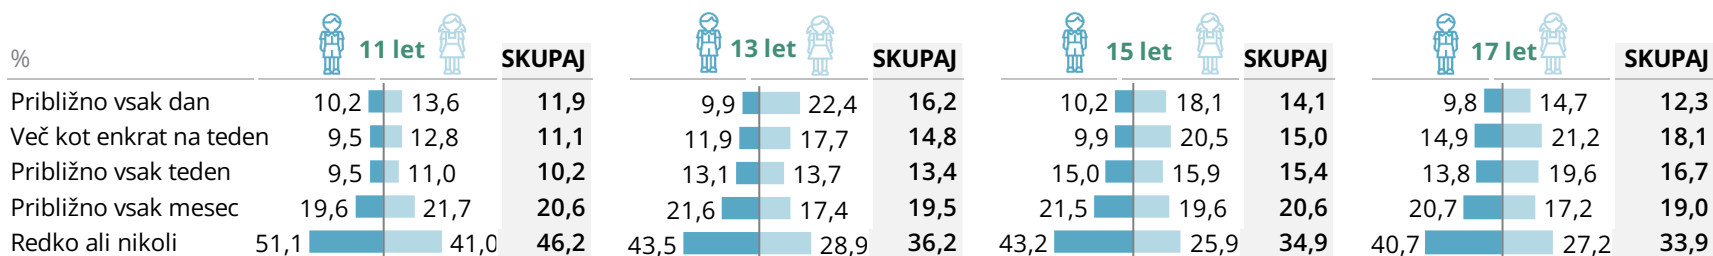 % 11 let SKUPAJ 13 let SKUPAJ 15 let SKUPAJ 17 let SKUPAJ
Približno vsak dan 10,2 13,6 11,9 9,9 22,4 16,2 10,2 18,1 14,1 9,8 14,7 12,3
Več kot enkrat na teden 9,5 12,8 11,1 11,9 17,7 14,8 9,9 20,5 15,0 14,9 21,2 18,1
Približno vsak teden 9,5 11,0 10,2 13,1 13,7 13,4 15,0 15,9 15,4 13,8 19,6 16,7
Približno vsak mesec 19,6 21,7 20,6 21,6 17,4 19,5 21,5 19,6 20,6 20,7 17,2 19,0
Redko ali nikoli 51,1 41,0 46,2 43,5 28,9 36,2 43,2 25,9 34,9 40,7 27,2 33,9